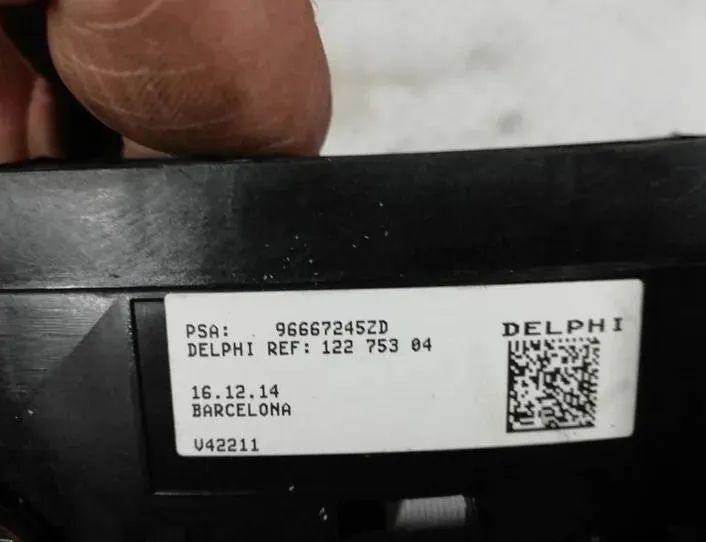 PSA: 96667245ZD
DELPHI REF: 122 753 04
DELPHI
16.12.14
BARCELONA
V42211